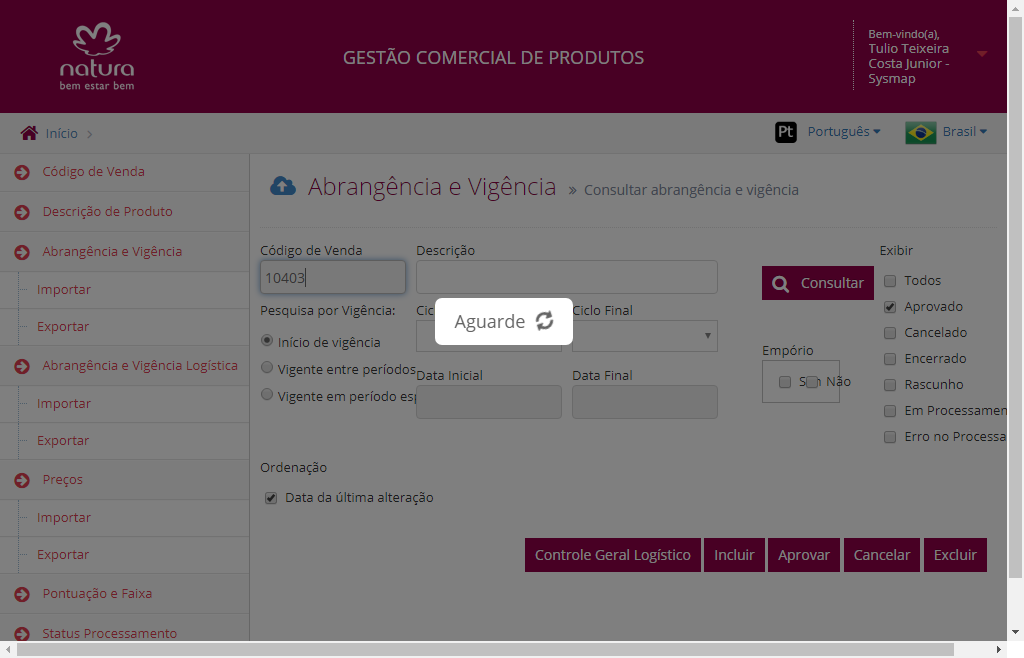 natura
bem estar bem
GESTÃO COMERCIAL DE PRODUTOS
Bem-vindo(a),
Tulio Teixeira
Costa Junior -
Sysmap
Início
Pt Português
Brasil
Código de Venda
Descrição de Produto
Abrangência e Vigência
Importar
Exportar
Abrangência e Vigência Logística
Importar
Exportar
Preços
Importar
Exportar
Pontuação e Faixa
Status Processamento
Abrangência e Vigência » Consultar abrangência e vigência
Código de Venda
Descrição
10403
Consultar
Pesquisa por Vigência:
Cic
Ciclo Final
Aguarde
Início de vigência
Vigente entre períodos
Vigente em período esp
Data Inicial
Data Final
Empório
Não
Exibir
Todos
Aprovado
Cancelado
Encerrado
Rascunho
Em Processamen
Erro no Processa
Ordenação
Data da última alteração
Controle Geral Logístico
Incluir
Aprovar
Cancelar
Excluir